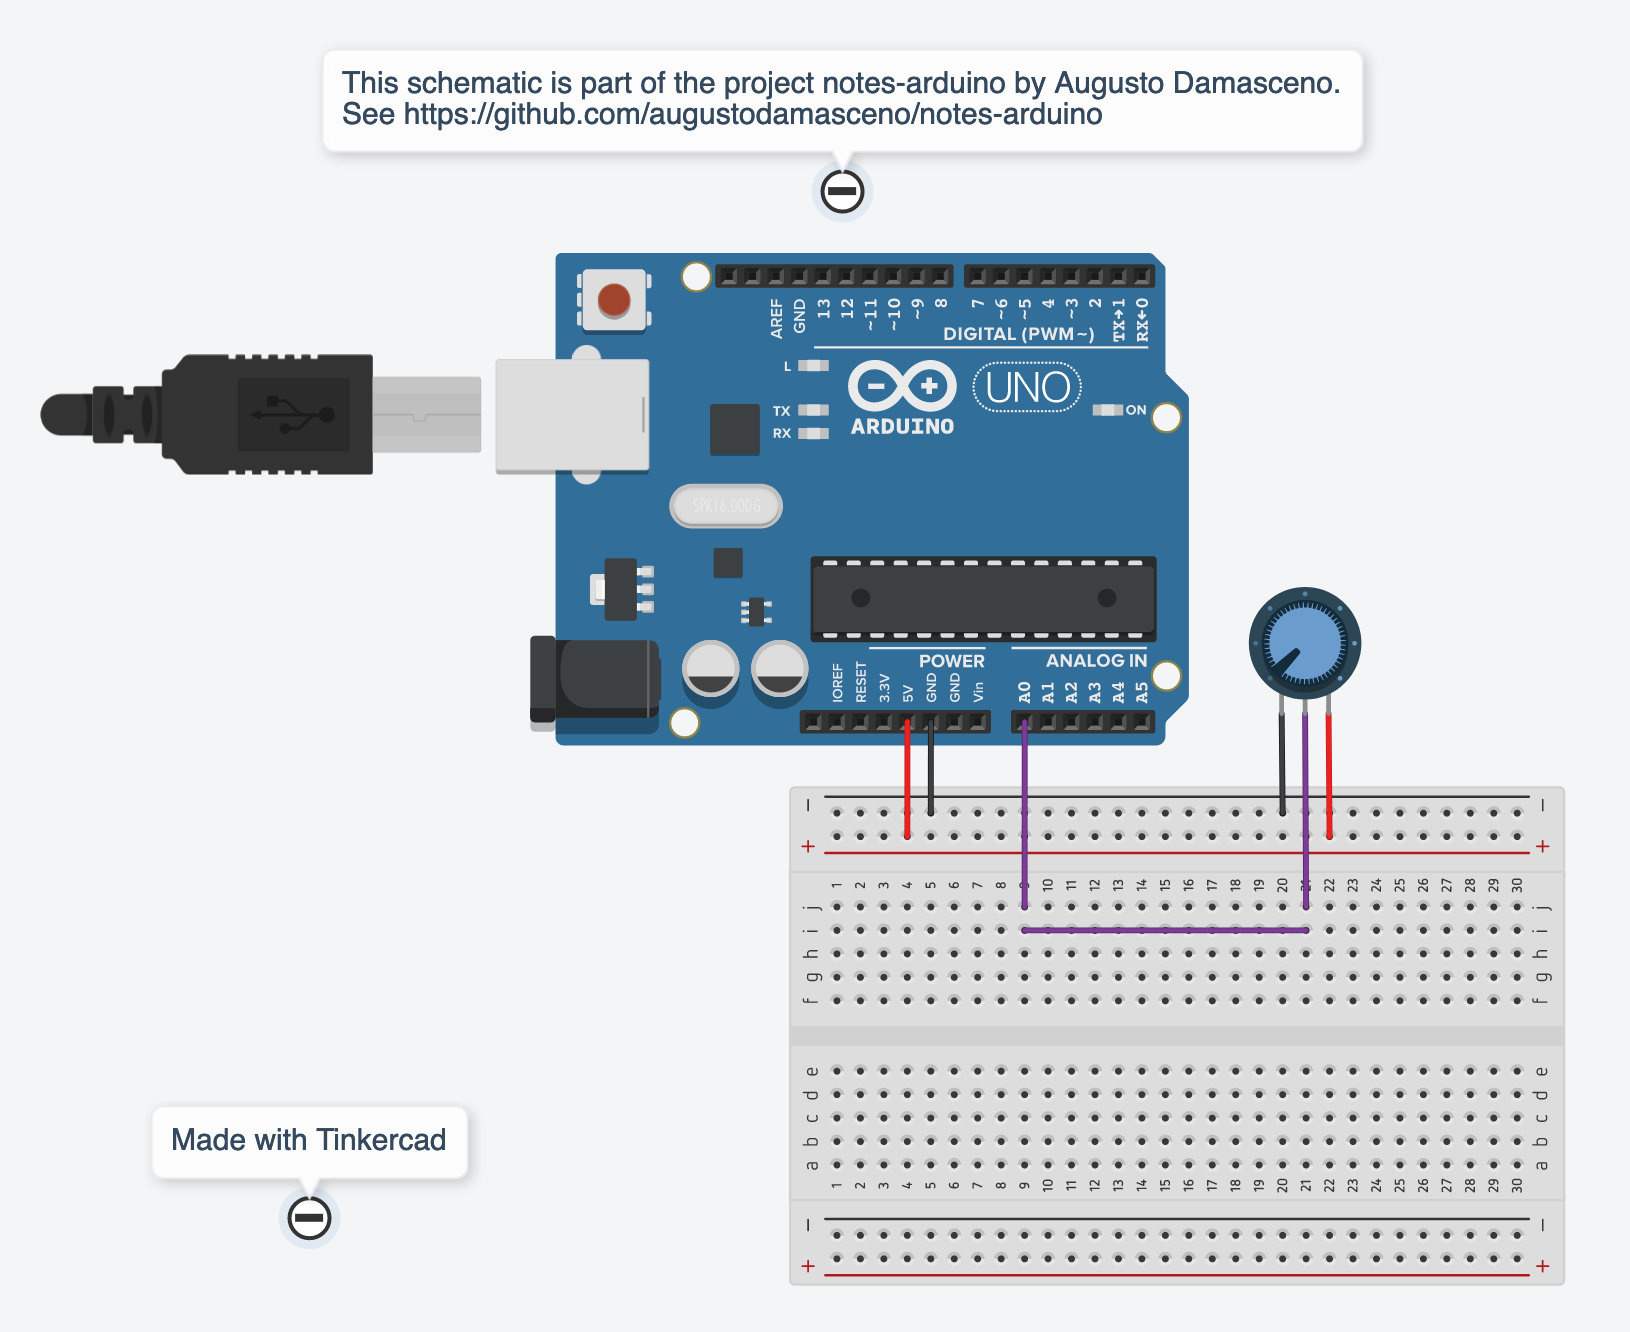 This schematic is part of the project notes-arduino by Augusto Damasceno.
See https://github.com/augustodamasceno/notes-arduino
AREF GND 13 12 ~11 ~10 ~9 8 7 ~6 ~5 4 ~3 2 TX→1 RX←0
DIGITAL (PWM ~)
L
TX
RX
ARDUINO
UNO
ON
SPK16.000G
POWER
ANALOG IN
IOREF RESET 3.3V 5V GND GND Vin A0 A1 A2 A3 A4 A5
− −
+ +
1 2 3 4 5 6 7 8 10 11 12 13 14 15 16 17 18 19 20 22 23 24 25 26 27 28 29 30
j j
i i
h h
g g
f f
e e
d d
c c
b b
a a
1 2 3 4 5 6 7 8 9 10 11 12 13 14 15 16 17 18 19 20 21 22 23 24 25 26 27 28 29 30
− −
+ +
Made with Tinkercad